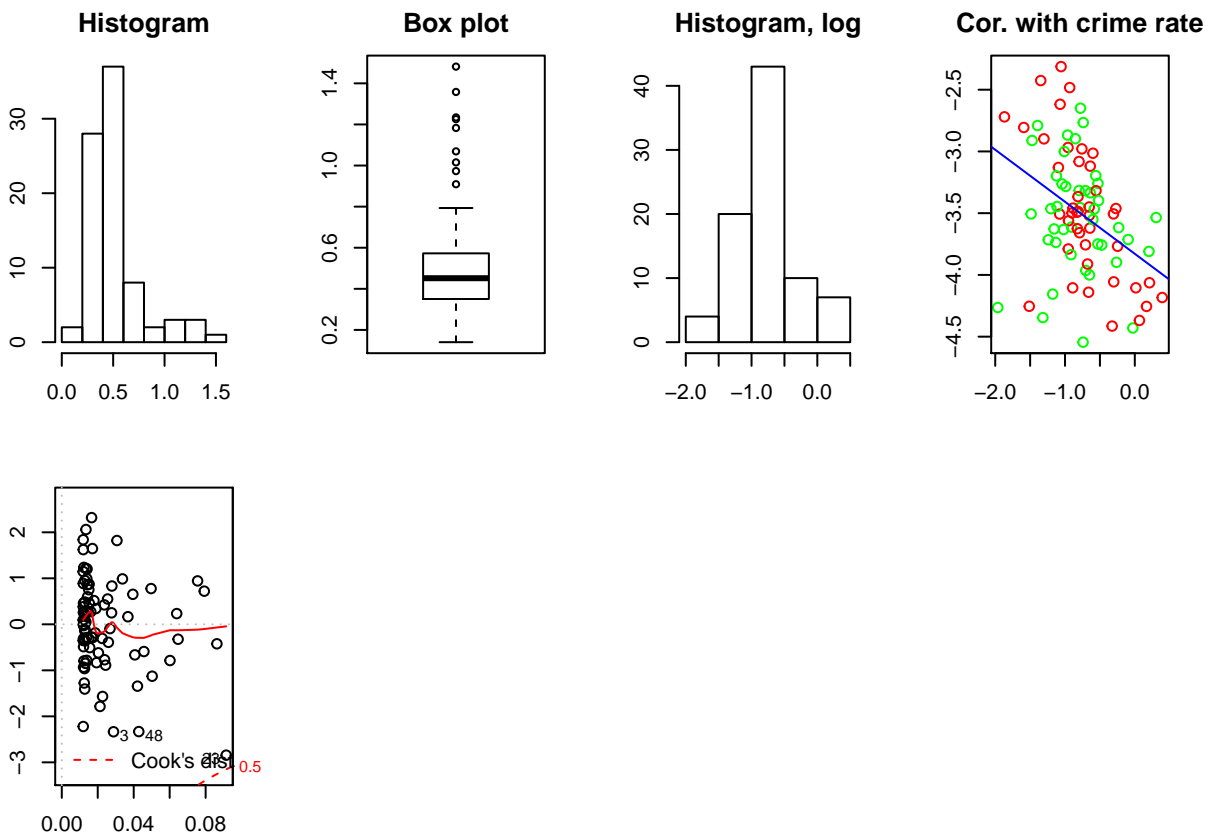 Histogram
Box plot
Histogram, log
Cor. with crime rate
0 10 20 30
0.0 0.5 1.0 1.5
0.2 0.6 1.0 1.4
0 10 20 30 40
−2.0 −1.0 0.0
−4.5 −4.0 −3.5 −3.0 −2.5
−2.0 −1.0 0.0
2
1
0
−1
−2
−3
3 48
Cook's dist
0.5
0.00 0.04 0.08